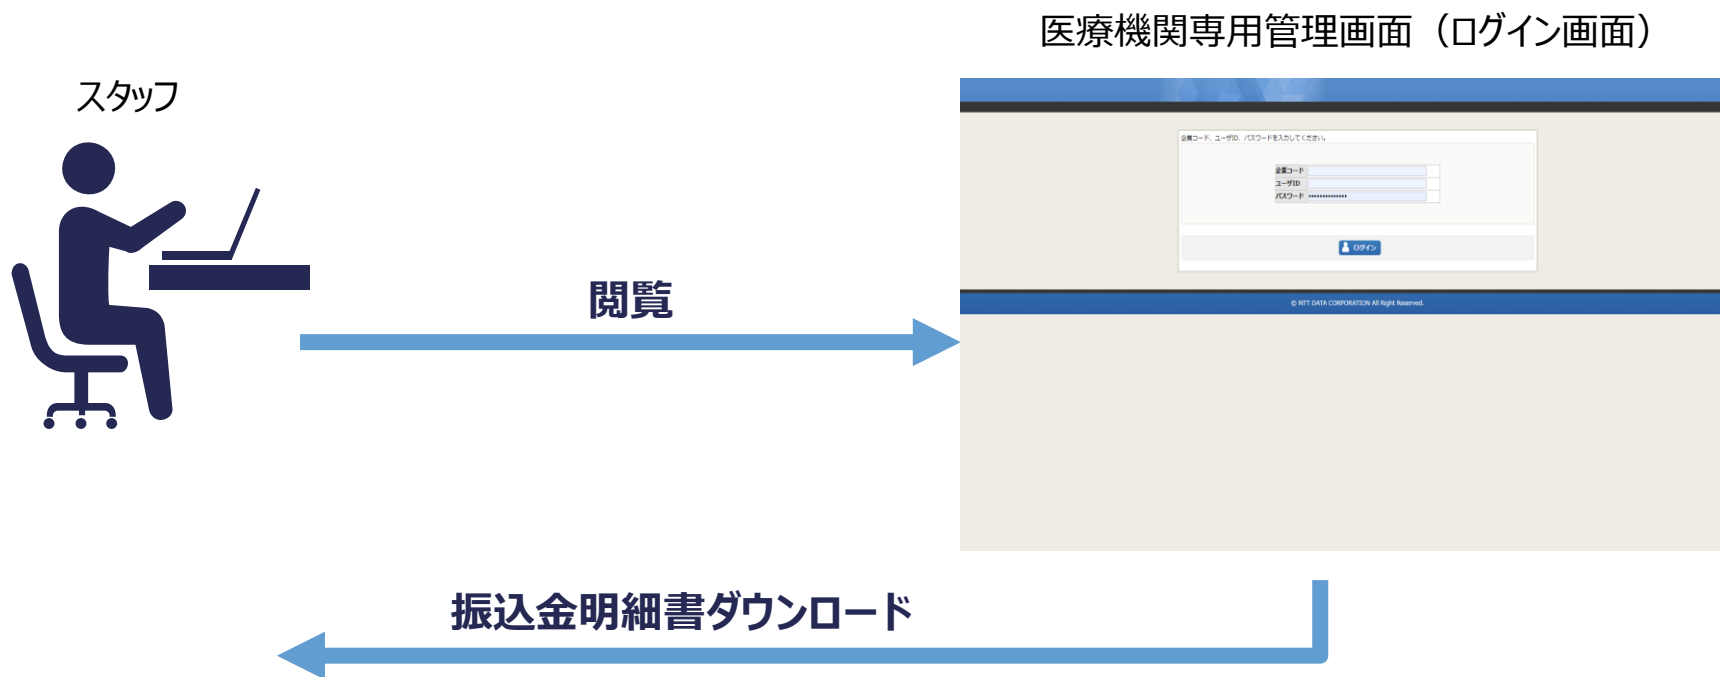 医療機関専用管理画面（ログイン画面）
スタッフ
企業コード、ユーザID、パスワードを入力してください。
企業コード
ユーザID
パスワード ••••••••••••••
ログイン
閲覧
© NTT DATA CORPORATION All Right Reserved.
振込金明細書ダウンロード